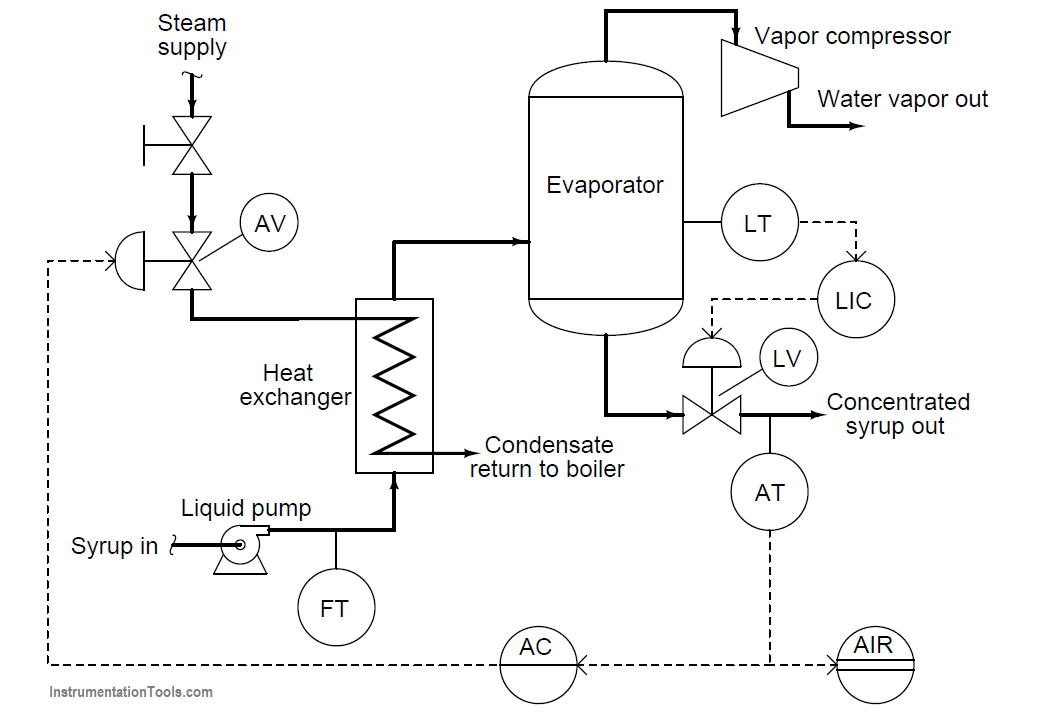 Steam
supply
Vapor compressor
Water vapor out
Evaporator
AV
LT
LIC
LV
Heat
exchanger
Concentrated
syrup out
Condensate
return to boiler
AT
Liquid pump
Syrup in
FT
AC
AIR
InstrumentationTools.com